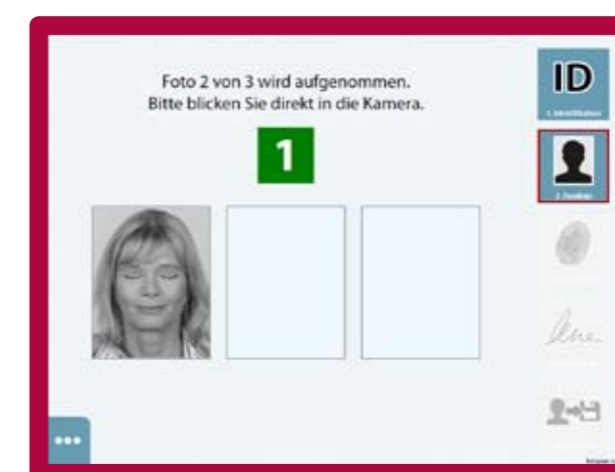 Foto 2 von 3 wird aufgenommen.
Bitte blicken Sie direkt in die Kamera.
1
ID